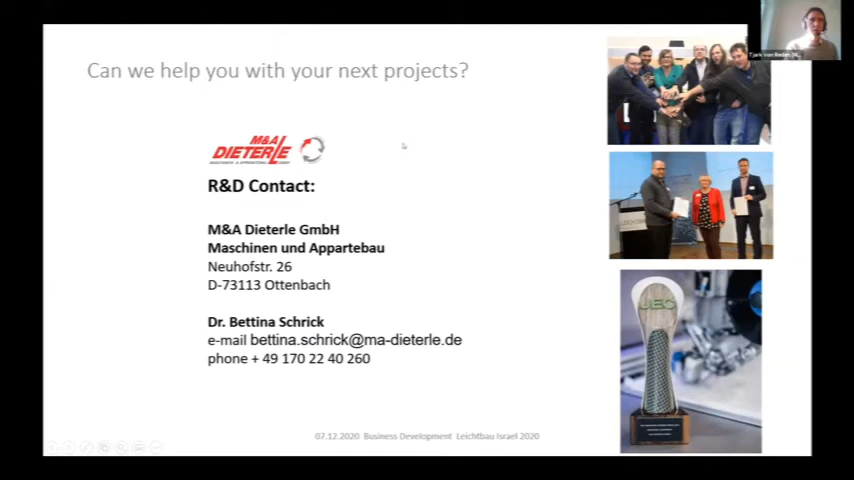 Can we help you with your next projects?
M&A
DIETERLE
R&D Contact:
M&A Dieterle GmbH
Maschinen und Appartebau
Neuhofstr. 26
D-73113 Ottenbach
Dr. Bettina Schrick
e-mail bettina.schrick@ma-dieterle.de
phone + 49 170 22 40 260
07.12.2020 Business Development Leichtbau Israel 2020
JEC